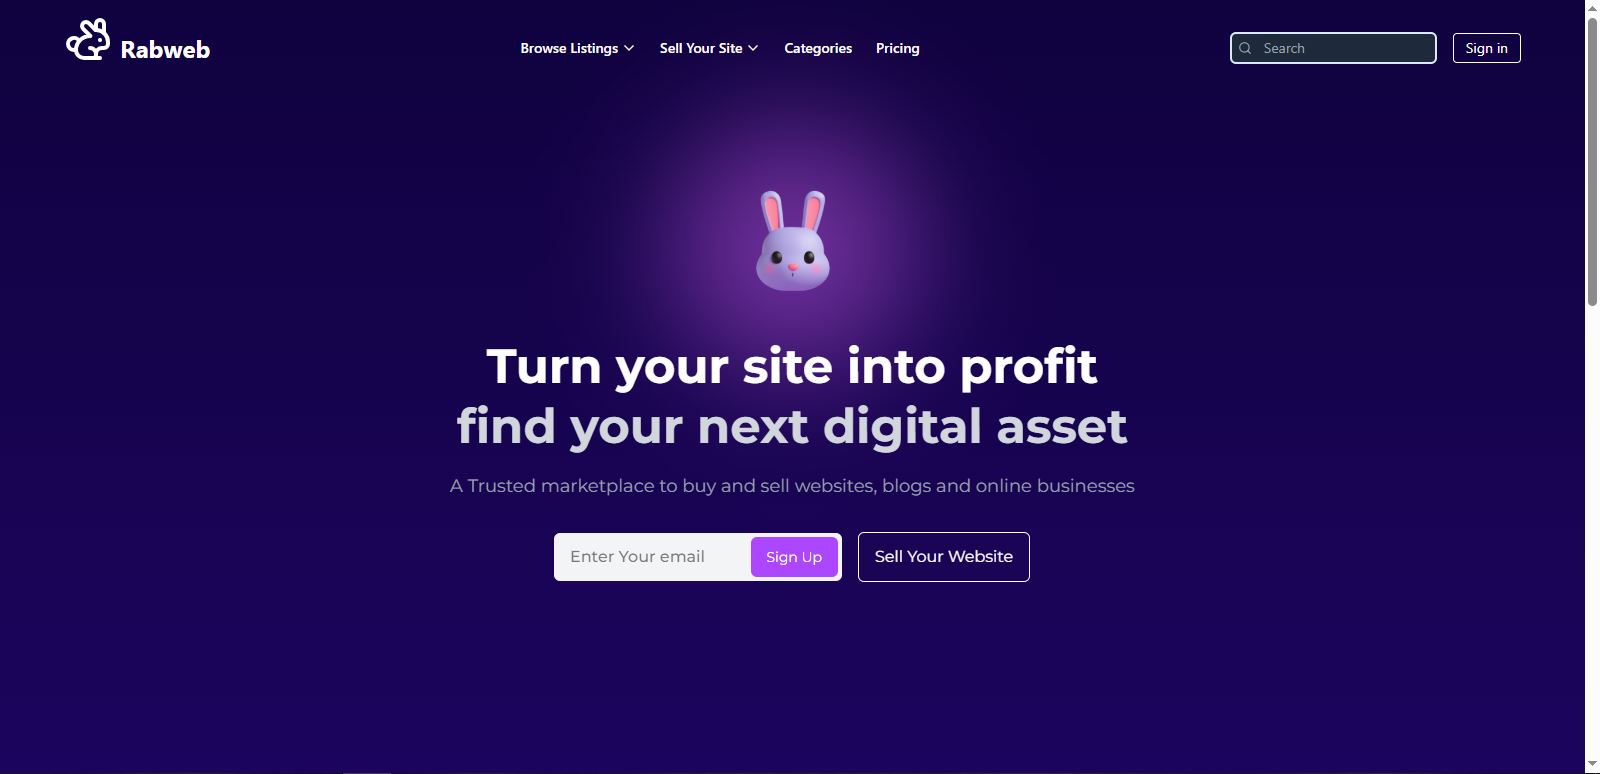 Rabweb
Browse Listings
Sell Your Site
Categories
Pricing
Search
Sign in
Turn your site into profit
find your next digital asset
A Trusted marketplace to buy and sell websites, blogs and online businesses
Enter Your email
Sign Up
Sell Your Website